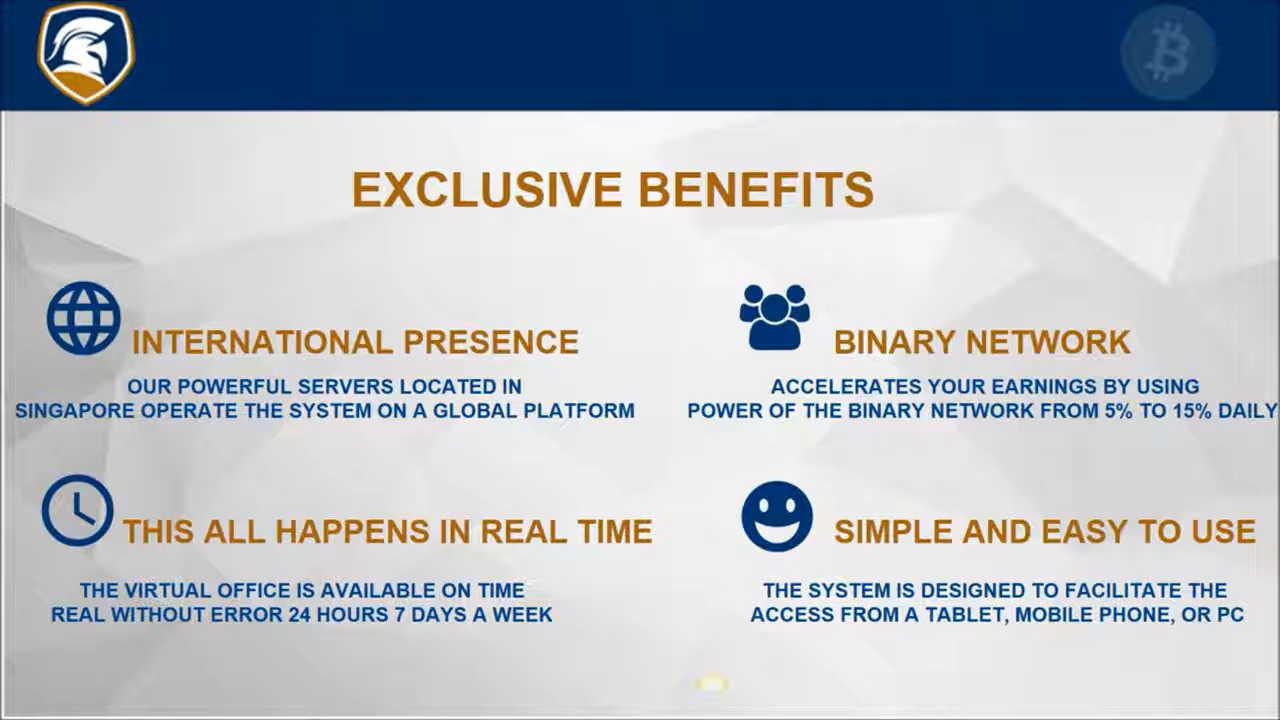 EXCLUSIVE BENEFITS
INTERNATIONAL PRESENCE
OUR POWERFUL SERVERS LOCATED IN
SINGAPORE OPERATE THE SYSTEM ON A GLOBAL PLATFORM
BINARY NETWORK
ACCELERATES YOUR EARNINGS BY USING
POWER OF THE BINARY NETWORK FROM 5% TO 15% DAILY
THIS ALL HAPPENS IN REAL TIME
THE VIRTUAL OFFICE IS AVAILABLE ON TIME
REAL WITHOUT ERROR 24 HOURS 7 DAYS A WEEK
SIMPLE AND EASY TO USE
THE SYSTEM IS DESIGNED TO FACILITATE THE
ACCESS FROM A TABLET, MOBILE PHONE, OR PC